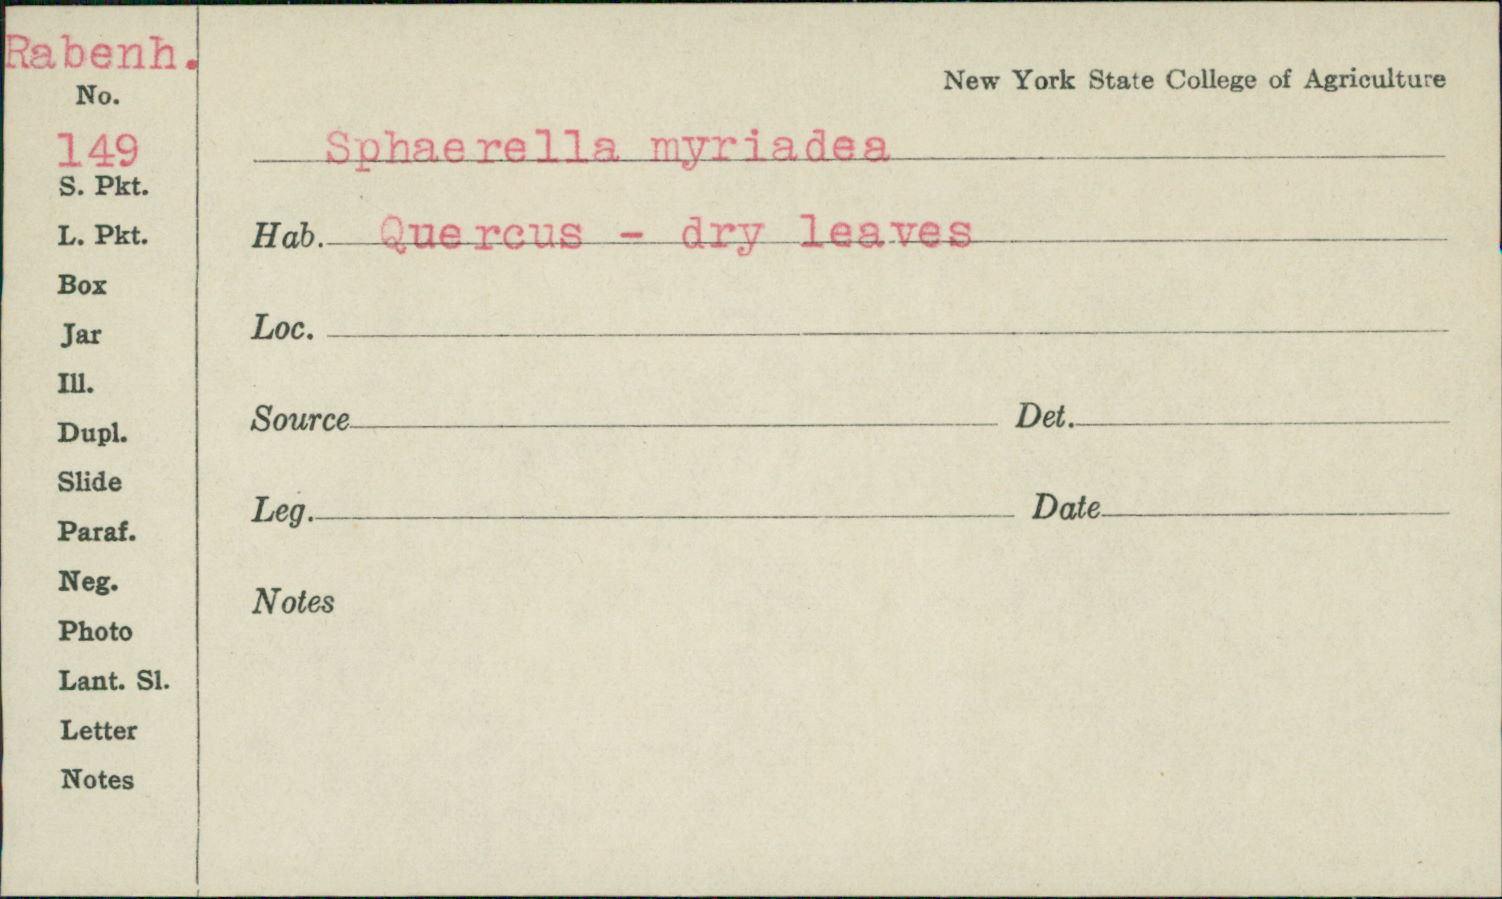 Rabenh.
No.
149
S. Pkt.
L. Pkt.
Box
Jar
Ill.
Dupl.
Slide
Paraf.
Neg.
Photo
Lant. Sl.
Letter
Notes
New York State College of Agriculture
Sphaerella myriadea
Hab. Quercus - dry leaves
Loc.
Source Det.
Leg. Date
Notes